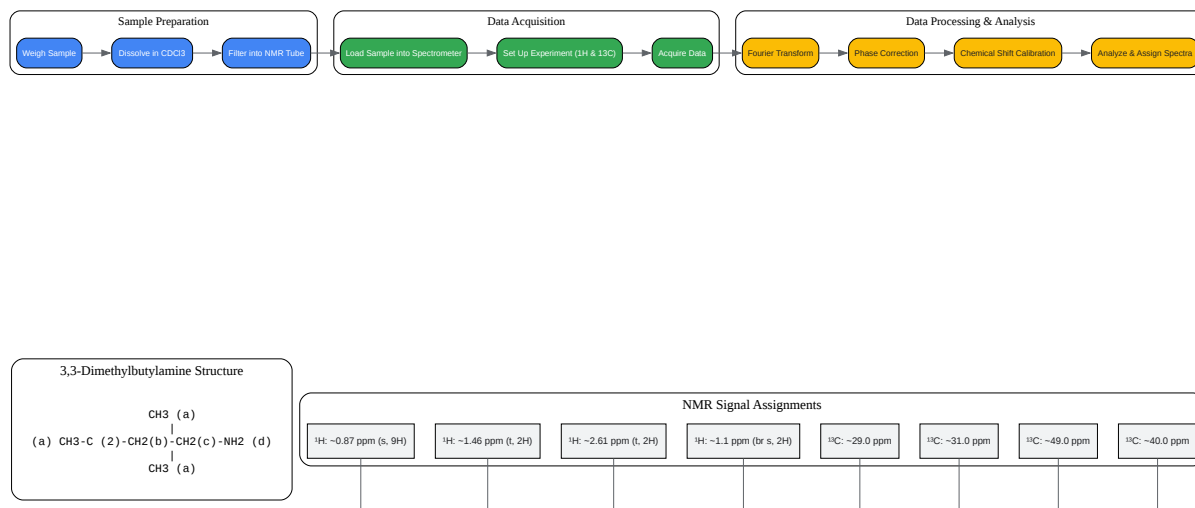 Sample Preparation
Weigh Sample
Dissolve in CDCl3
Filter into NMR Tube
Data Acquisition
Load Sample into Spectrometer
Set Up Experiment (1H & 13C)
Acquire Data
Data Processing & Analysis
Fourier Transform
Phase Correction
Chemical Shift Calibration
Analyze & Assign Spectra
3,3-Dimethylbutylamine Structure
CH3 (a)
|
(a) CH3-C (2)-CH2(b)-CH2(c)-NH2 (d)
|
CH3 (a)
NMR Signal Assignments
¹H: ~0.87 ppm (s, 9H)
¹H: ~1.46 ppm (t, 2H)
¹H: ~2.61 ppm (t, 2H)
¹H: ~1.1 ppm (br s, 2H)
¹³C: ~29.0 ppm
¹³C: ~31.0 ppm
¹³C: ~49.0 ppm
¹³C: ~40.0 ppm